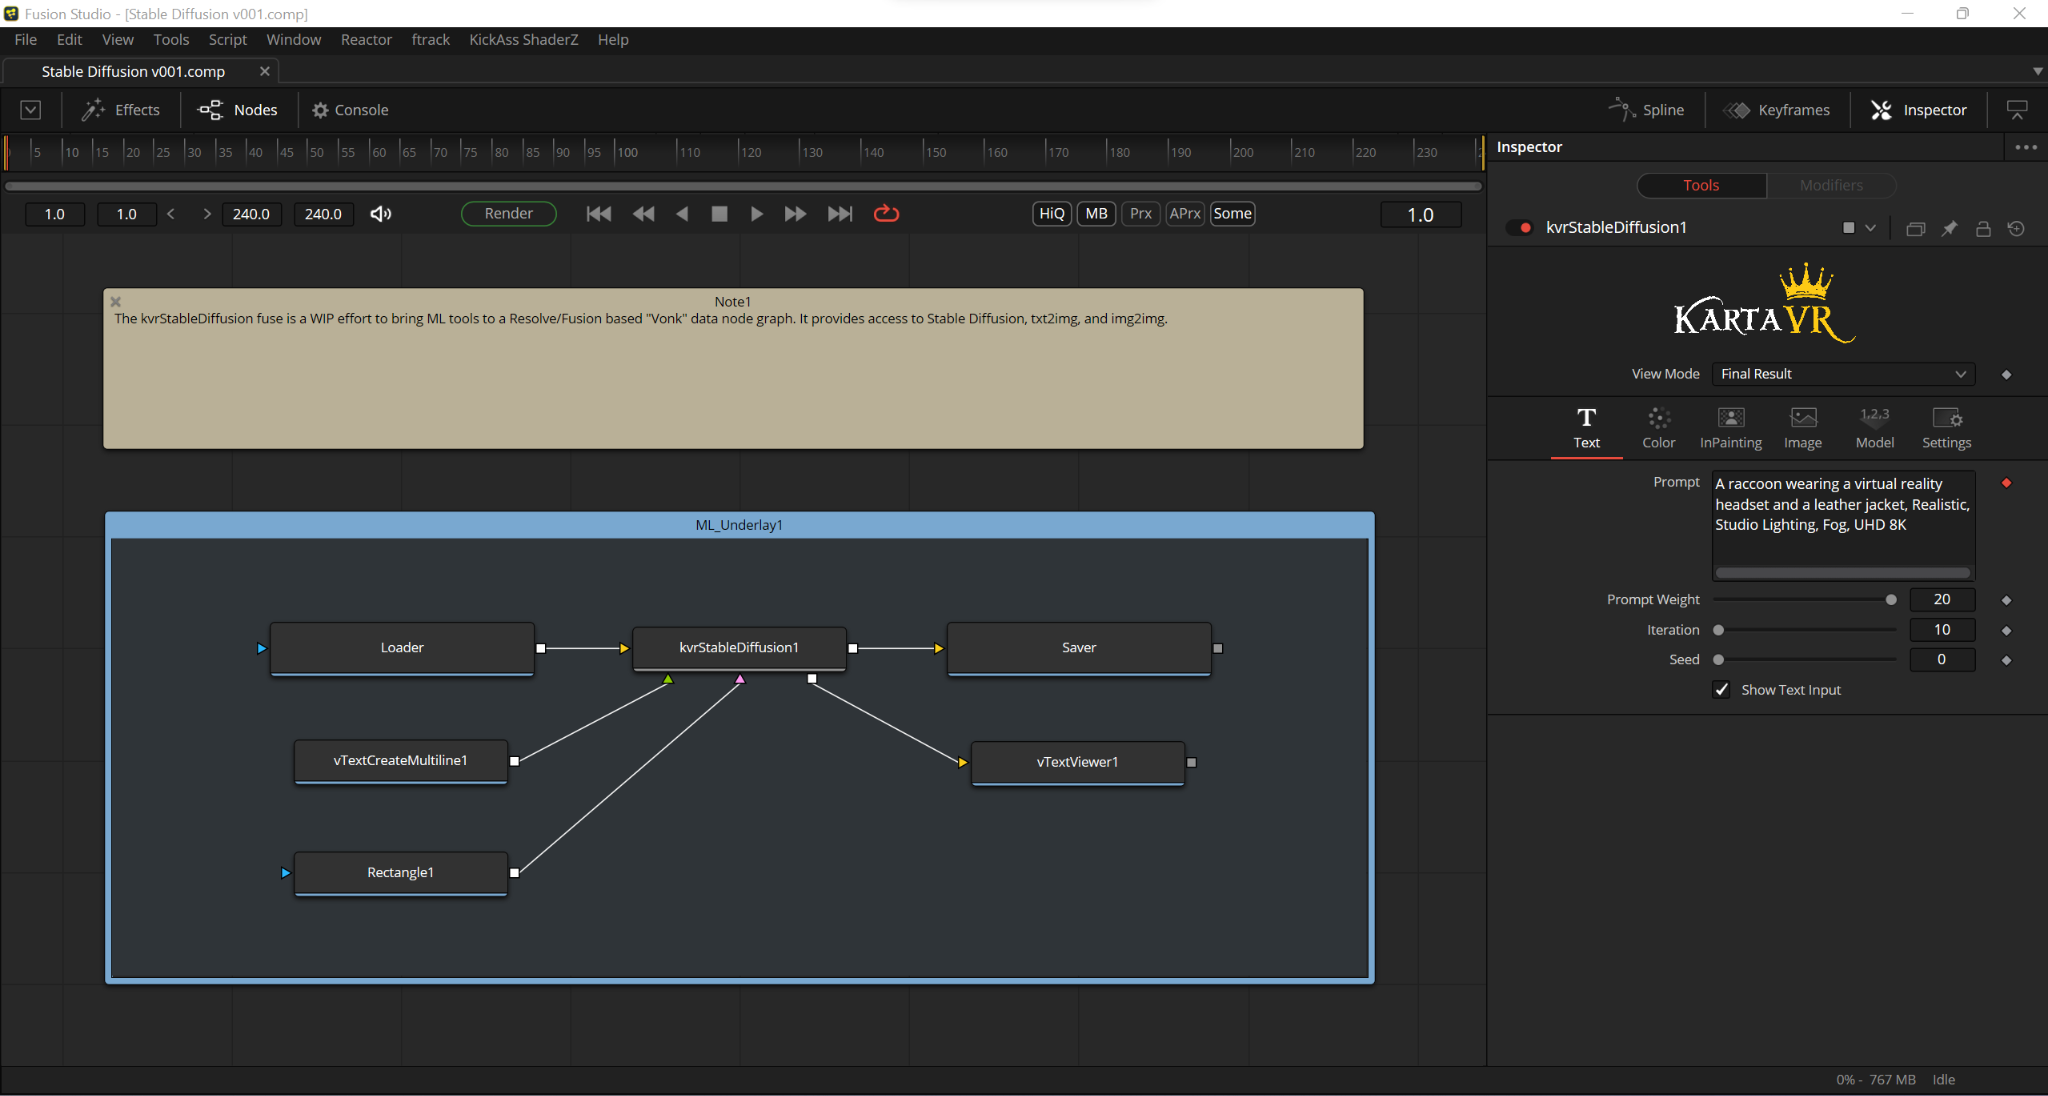 Fusion Studio - [Stable Diffusion v001.comp]
File Edit View Tools Script Window Reactor ftrack KickAss ShaderZ Help
Stable Diffusion v001.comp
Effects Nodes Console Spline Keyframes Inspector
5 10 15 20 25 30 35 40 45 50 55 60 65 70 75 80 85 90 95 100 110 120 130 140 150 160 170 180 190 200 210 220 230
Inspector
Tools Modifiers
1.0 1.0 < > 240.0 240.0 Render HiQ MB Prx APrx Some 1.0
kvrStableDiffusion1
KARTAVR
View Mode Final Result
Note1
The kvrStableDiffusion fuse is a WIP effort to bring ML tools to a Resolve/Fusion based "Vonk" data node graph. It provides access to Stable Diffusion, txt2img, and img2img.
1,2,3
Text Color InPainting Image Model Settings
Prompt A raccoon wearing a virtual reality
headset and a leather jacket, Realistic,
Studio Lighting, Fog, UHD 8K
Prompt Weight 20
Iteration 10
Seed 0
Show Text Input
ML_Underlay1
Loader kvrStableDiffusion1 Saver
vTextCreateMultiline1 vTextViewer1
Rectangle1
0% - 767 MB Idle